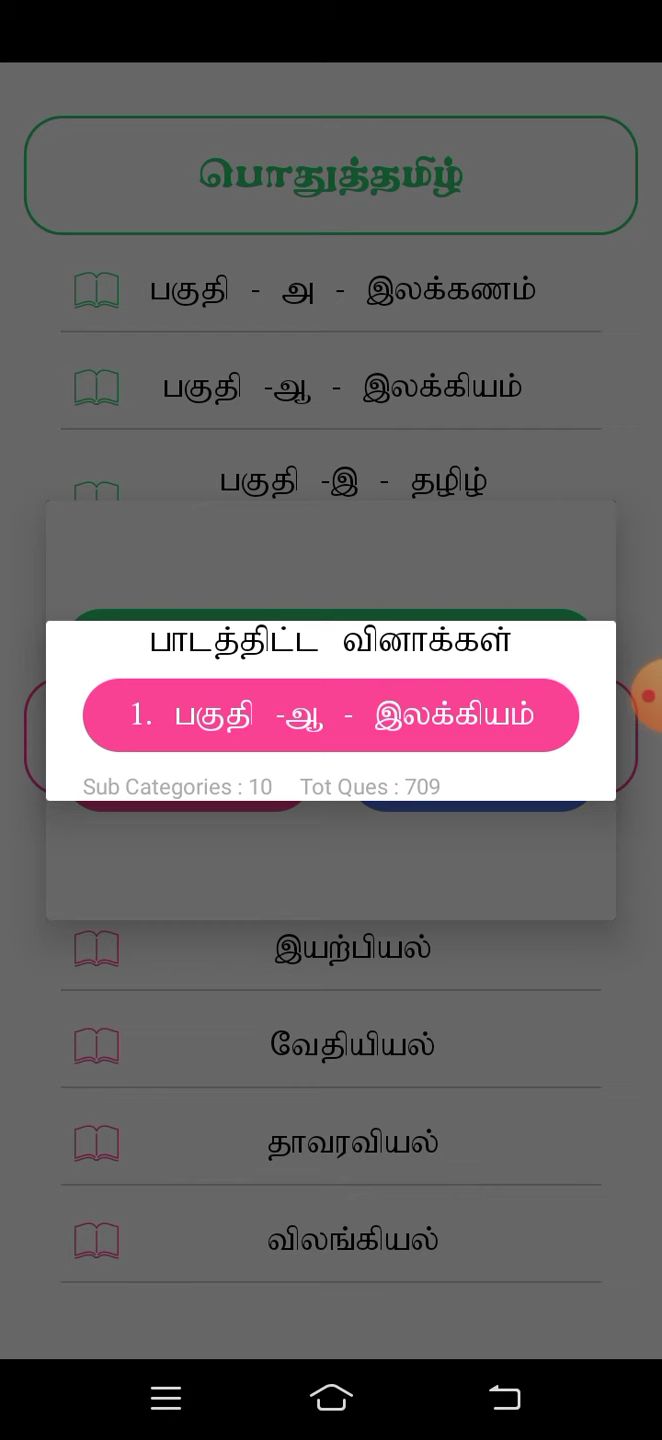 பொதுத்தமிழ்
பகுதி - அ - இலக்கணம்
பகுதி -ஆ - இலக்கியம்
பகுதி -இ - தமிழ்
பாடத்திட்ட வினாக்கள்
1. பகுதி -ஆ - இலக்கியம்
Sub Categories : 10 Tot Ques : 709
இயற்பியல்
வேதியியல்
தாவரவியல்
விலங்கியல்